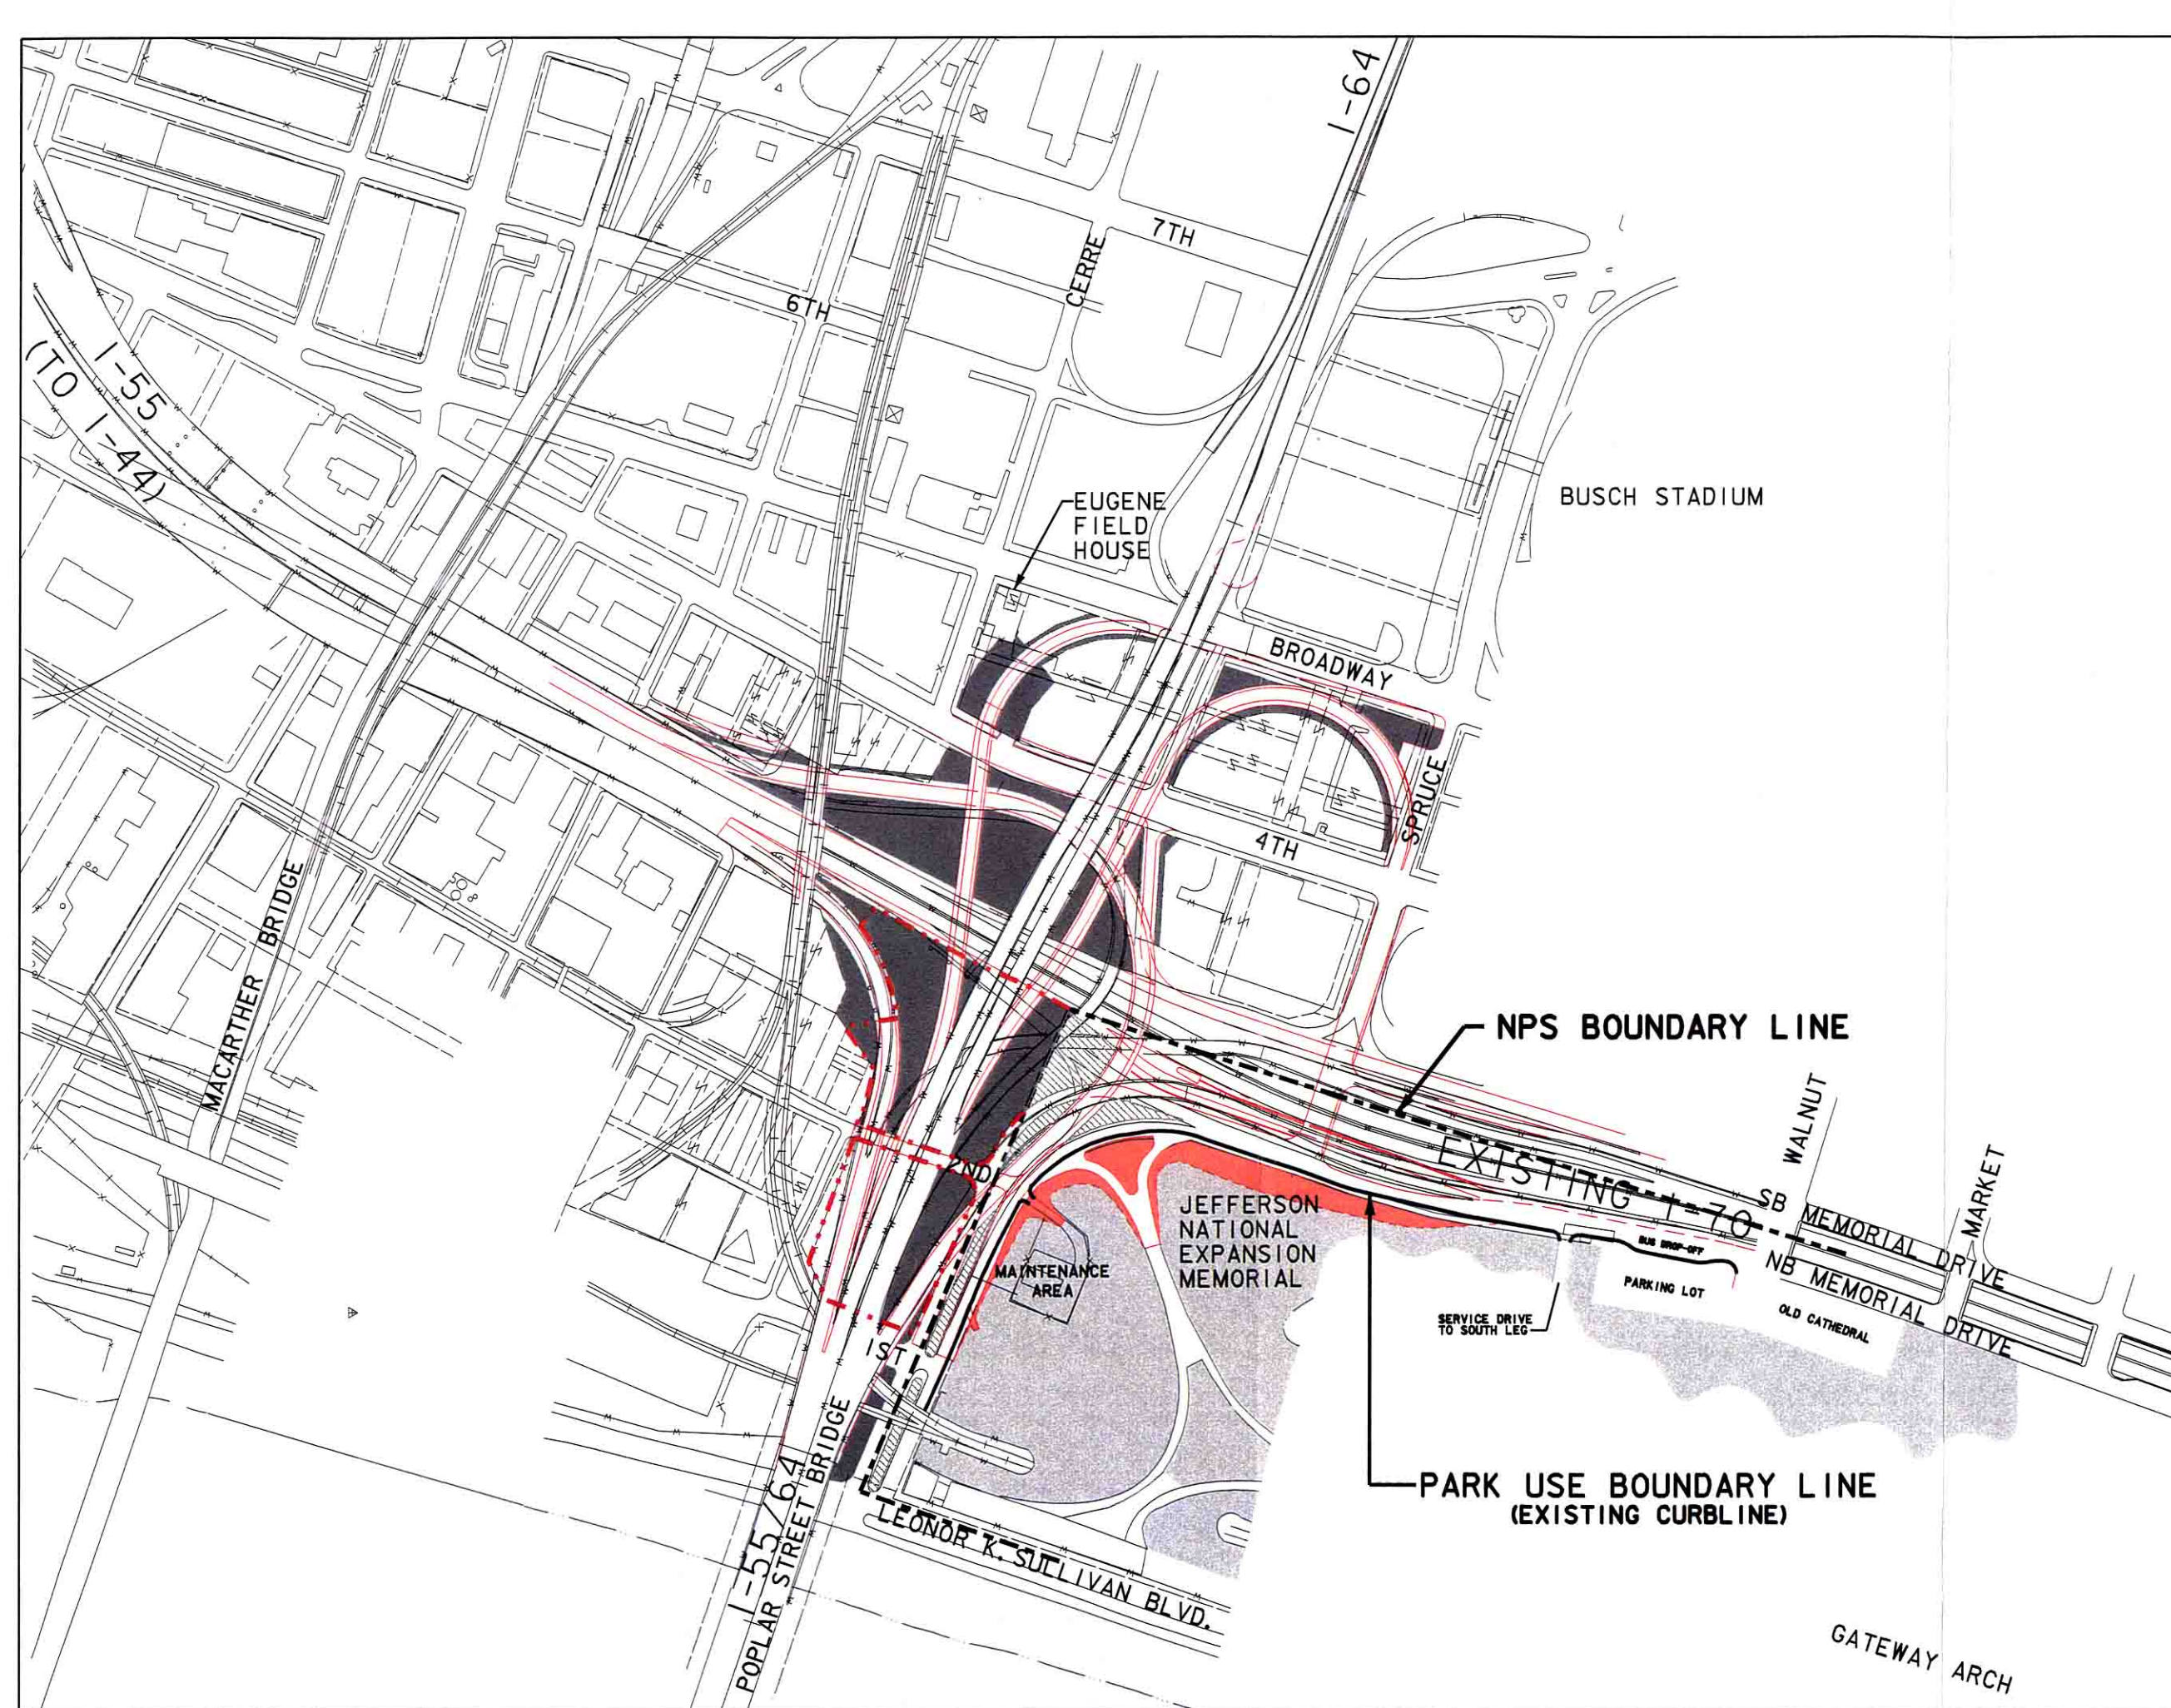 I-64
7TH
CERRE
6TH
I-55
(TO I-44)
BUSCH STADIUM
EUGENE
FIELD
HOUSE
BROADWAY
SPRUCE
4TH
MACARTHER BRIDGE
NPS BOUNDARY LINE
WALNUT
MARKET
EXISTING I-70
SB MEMORIAL DRIVE
NB MEMORIAL DRIVE
2ND
JEFFERSON
NATIONAL
EXPANSION
MEMORIAL
MAINTENANCE
AREA
BUS DROP-OFF
PARKING LOT
OLD CATHEDRAL
SERVICE DRIVE
TO SOUTH LEG
1ST
PARK USE BOUNDARY LINE
(EXISTING CURBLINE)
I-55/64
POPLAR STREET BRIDGE
LEONOR K. SULLIVAN BLVD.
GATEWAY ARCH